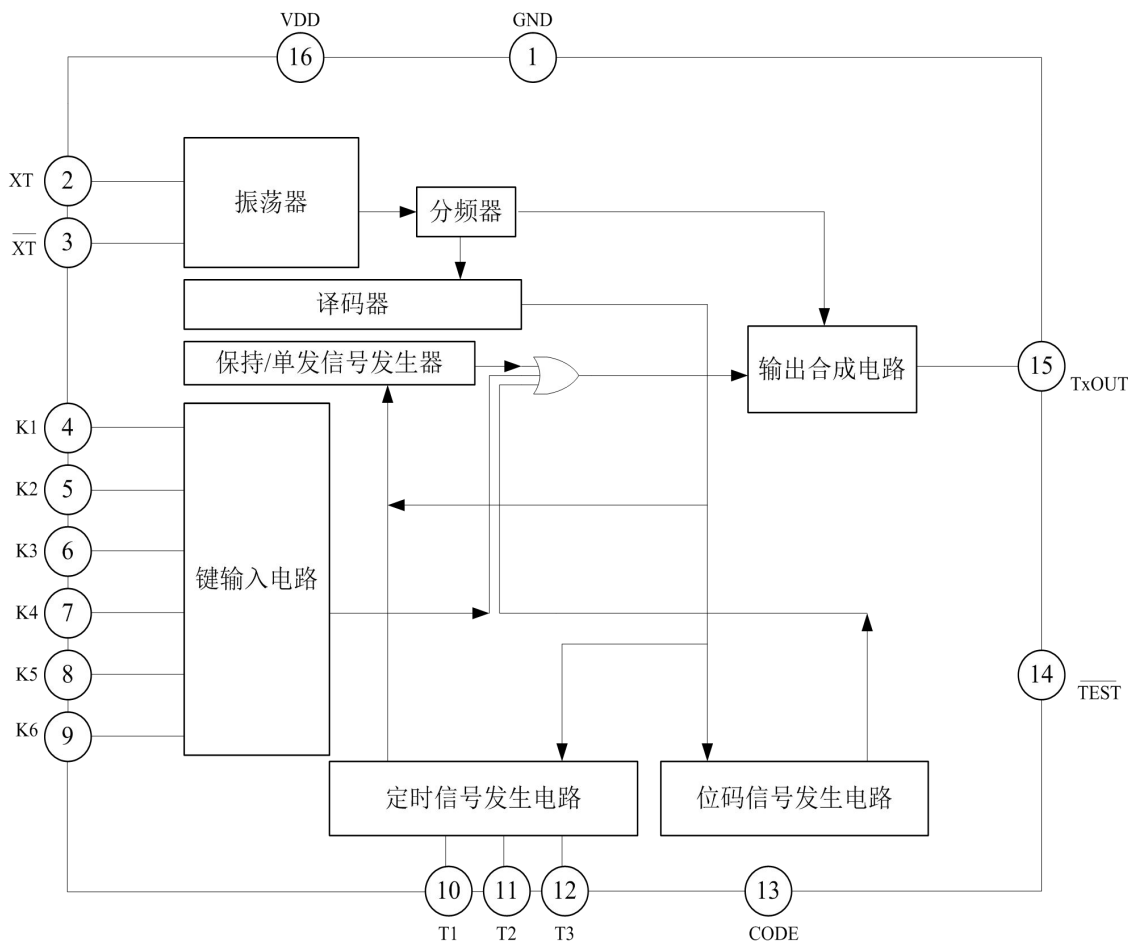 VDD
GND
16
1
XT
2
振荡器
分频器
XT
3
译码器
保持/单发信号发生器
输出合成电路
15
TxOUT
K1
4
K2
5
K3
6
键输入电路
K4
7
K5
8
14
TEST
K6
9
定时信号发生电路
位码信号发生电路
10
11
12
13
T1
T2
T3
CODE